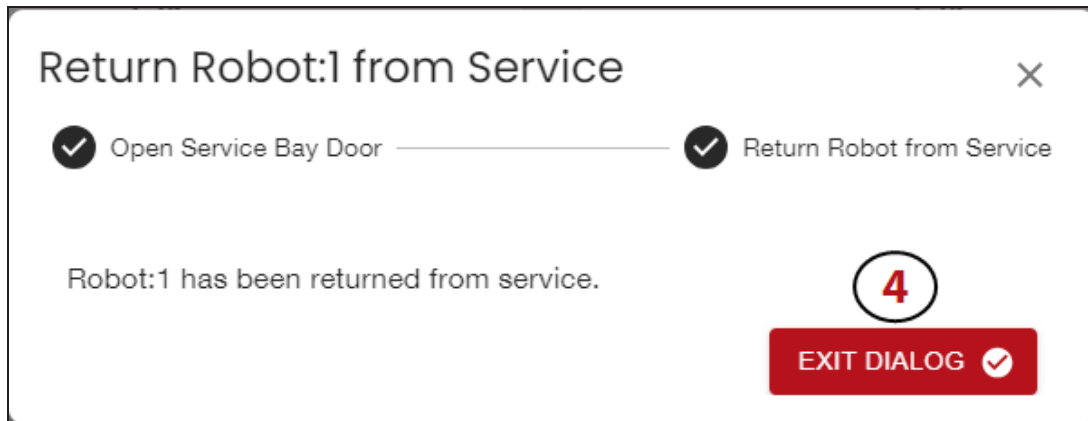 Return Robot:1 from Service
Open Service Bay Door
Return Robot from Service
Robot:1 has been returned from service.
4
EXIT DIALOG